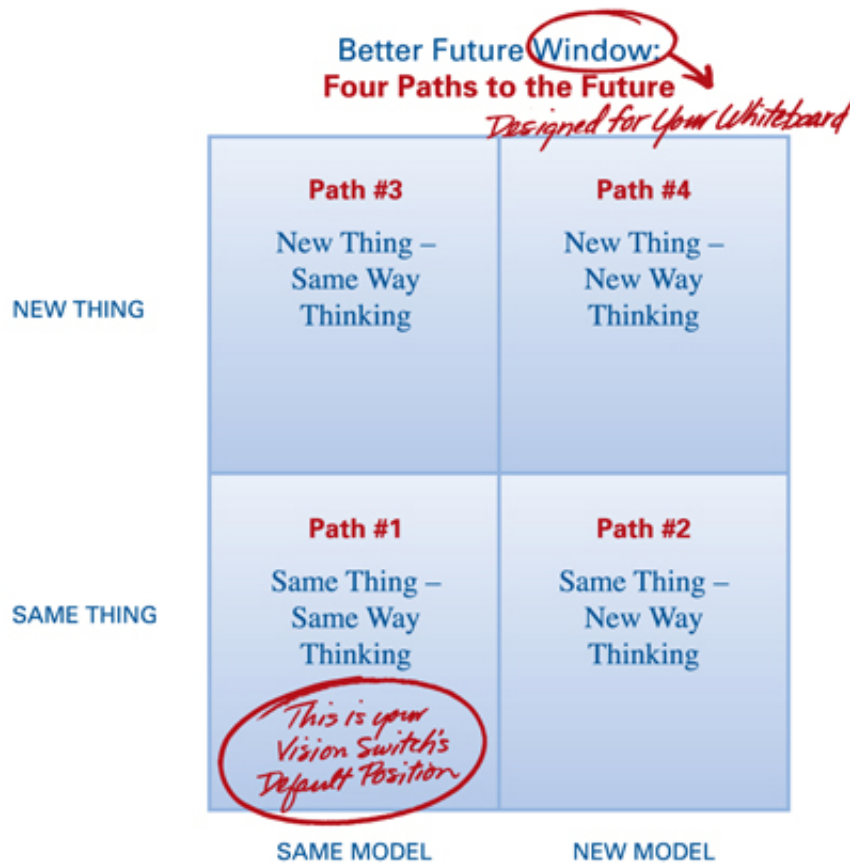 Better Future Window:
Four Paths to the Future
Designed for Your Whiteboard
Path #3
New Thing –
Same Way
Thinking
Path #4
New Thing –
New Way
Thinking
NEW THING
Path #1
Same Thing –
Same Way
Thinking
This is your
Vision Switch's
Default Position
Path #2
Same Thing –
New Way
Thinking
SAME THING
SAME MODEL
NEW MODEL